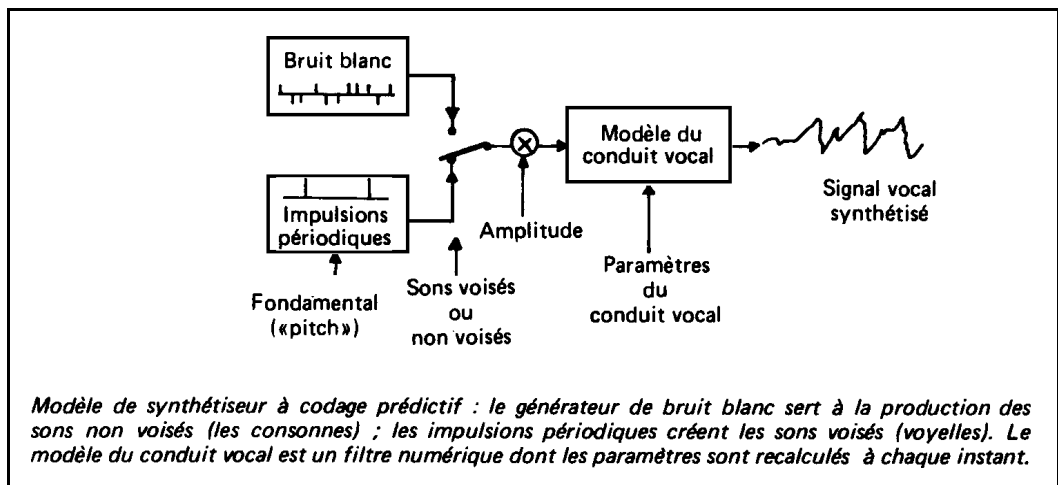 Bruit blanc
Impulsions
périodiques
Fondamental
(«pitch»)
Sons voisés
ou
non voisés
Amplitude
Modèle du
conduit vocal
Paramètres
du
conduit vocal
Signal vocal
synthétisé
Modèle de synthétiseur à codage prédictif : le générateur de bruit blanc sert à la production des
sons non voisés (les consonnes) ; les impulsions périodiques créent les sons voisés (voyelles). Le
modèle du conduit vocal est un filtre numérique dont les paramètres sont recalculés à chaque instant.